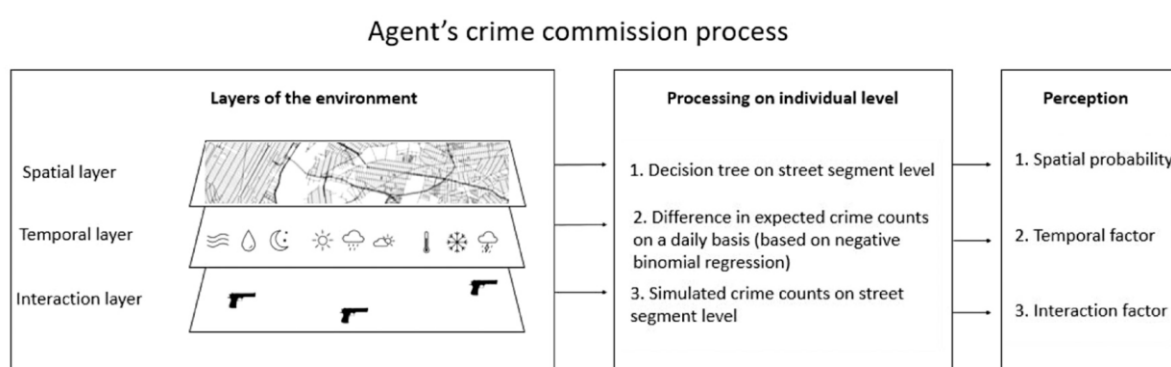 Agent's crime commission process
Layers of the environment
Spatial layer
Temporal layer
Interaction layer
Processing on individual level
1. Decision tree on street segment level
2. Difference in expected crime counts
on a daily basis (based on negative
binomial regression)
3. Simulated crime counts on street
segment level
Perception
1. Spatial probability
2. Temporal factor
3. Interaction factor